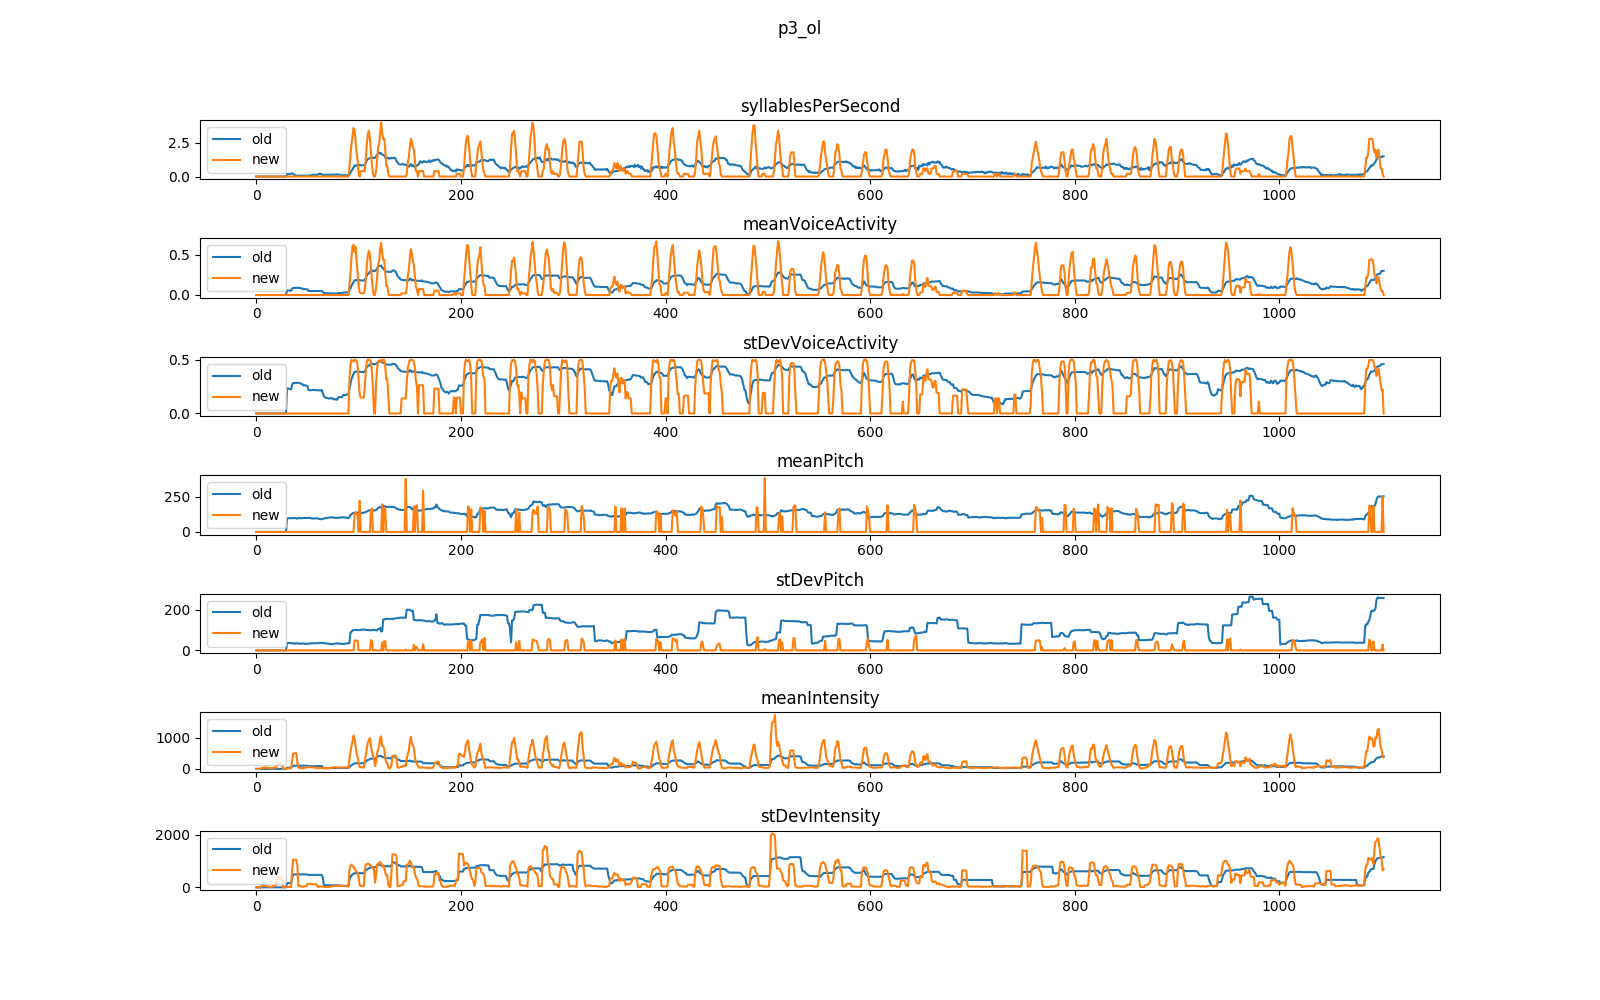 p3_ol
syllablesPerSecond
2.5
0.0
old
new
0 200 400 600 800 1000
meanVoiceActivity
0.5
0.0
old
new
0 200 400 600 800 1000
stDevVoiceActivity
0.5
0.0
old
new
0 200 400 600 800 1000
meanPitch
250
0
old
new
0 200 400 600 800 1000
stDevPitch
200
0
old
new
0 200 400 600 800 1000
meanIntensity
1000
0
old
new
0 200 400 600 800 1000
stDevIntensity
2000
0
old
new
0 200 400 600 800 1000